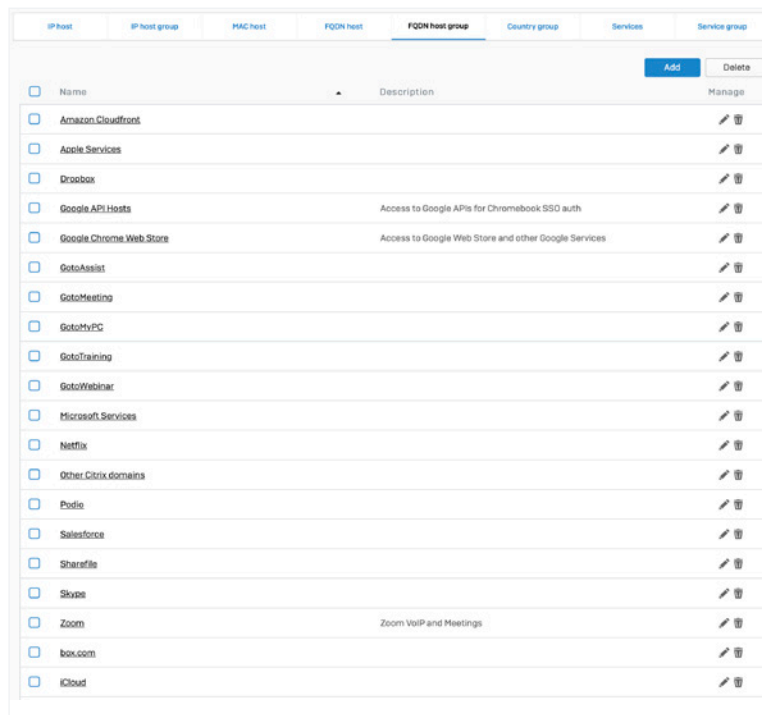 IP host IP host group MAC host FQDN host FQDN host group Country group Services Service group
Add Delete
Name Description Manage
Amazon Cloudfront
Apple Services
Dropbox
Google API Hosts Access to Google APIs for Chromebook SSO auth
Google Chrome Web Store Access to Google Web Store and other Google Services
GotoAssist
GotoMeeting
GotoMyPC
GotoTraining
GotoWebinar
Microsoft Services
Netflix
Other Citrix domains
Podio
Salesforce
Sharefile
Skype
Zoom Zoom VoIP and Meetings
box.com
iCloud